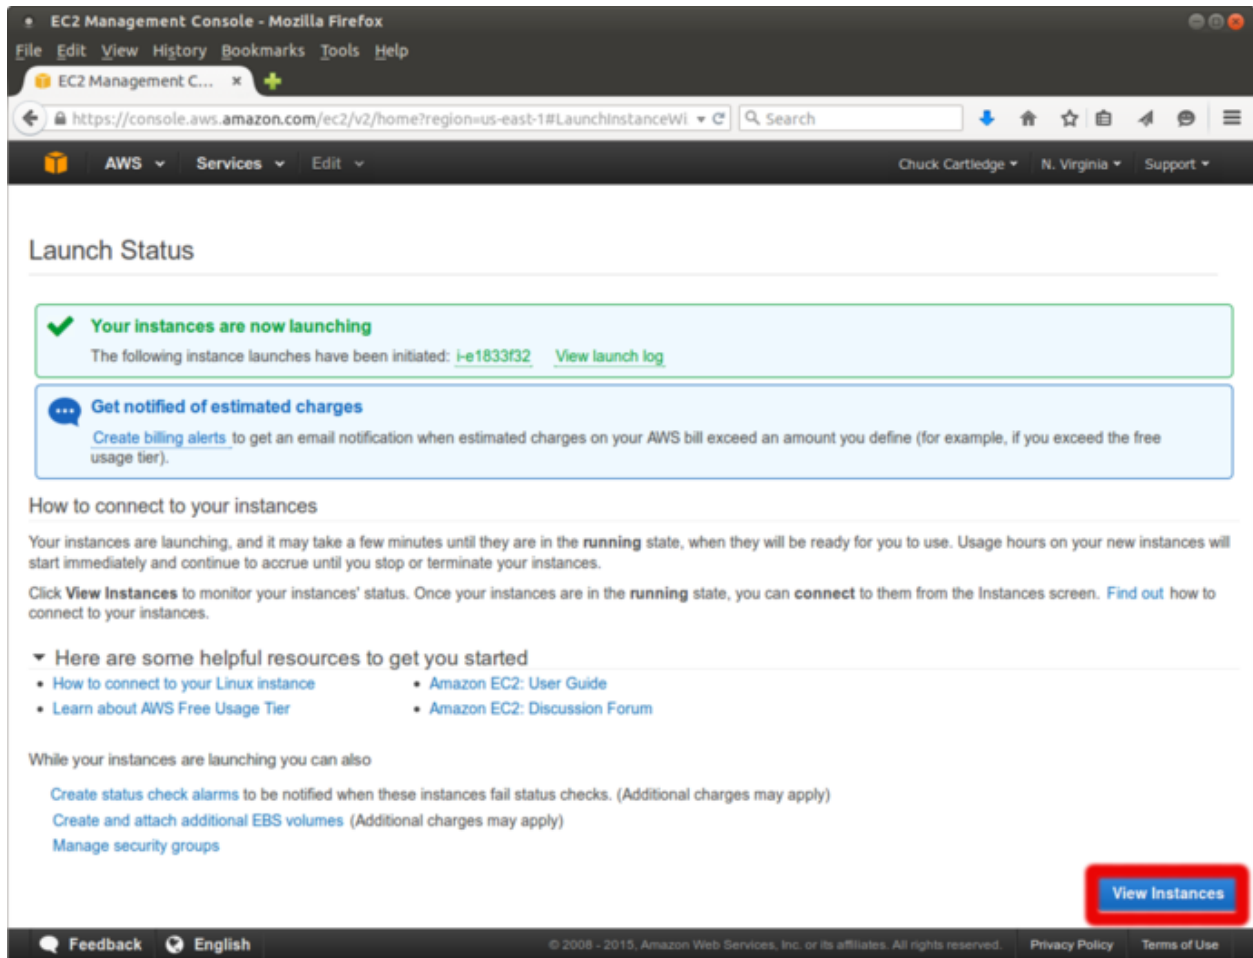 EC2 Management Console - Mozilla Firefox
File Edit View History Bookmarks Tools Help
EC2 Management C... ×
https://console.aws.amazon.com/ec2/v2/home?region=us-east-1#LaunchInstanceWi
Search
AWS Services Edit Chuck Cartledge N. Virginia Support
Launch Status
Your instances are now launching
The following instance launches have been initiated: i-e1833f32 View launch log
Get notified of estimated charges
Create billing alerts to get an email notification when estimated charges on your AWS bill exceed an amount you define (for example, if you exceed the free
usage tier).
How to connect to your instances
Your instances are launching, and it may take a few minutes until they are in the running state, when they will be ready for you to use. Usage hours on your new instances will
start immediately and continue to accrue until you stop or terminate your instances.
Click View Instances to monitor your instances' status. Once your instances are in the running state, you can connect to them from the Instances screen. Find out how to
connect to your instances.
Here are some helpful resources to get you started
• How to connect to your Linux instance • Amazon EC2: User Guide
• Learn about AWS Free Usage Tier • Amazon EC2: Discussion Forum
While your instances are launching you can also
Create status check alarms to be notified when these instances fail status checks. (Additional charges may apply)
Create and attach additional EBS volumes (Additional charges may apply)
Manage security groups
View Instances
Feedback English © 2008 - 2015, Amazon Web Services, Inc. or its affiliates. All rights reserved. Privacy Policy Terms of Use